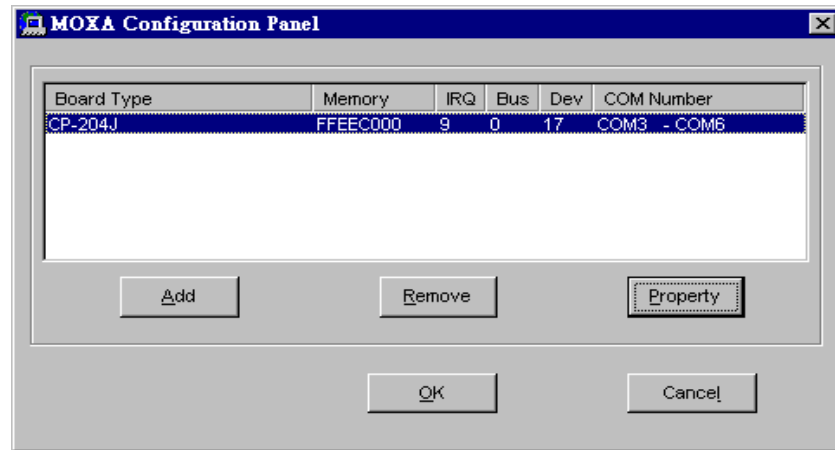 MOXA Configuration Panel
Board Type Memory IRQ Bus Dev COM Number
CP-204J FFEEC000 9 0 17 COM3 - COM6
Add Remove Property
OK Cancel